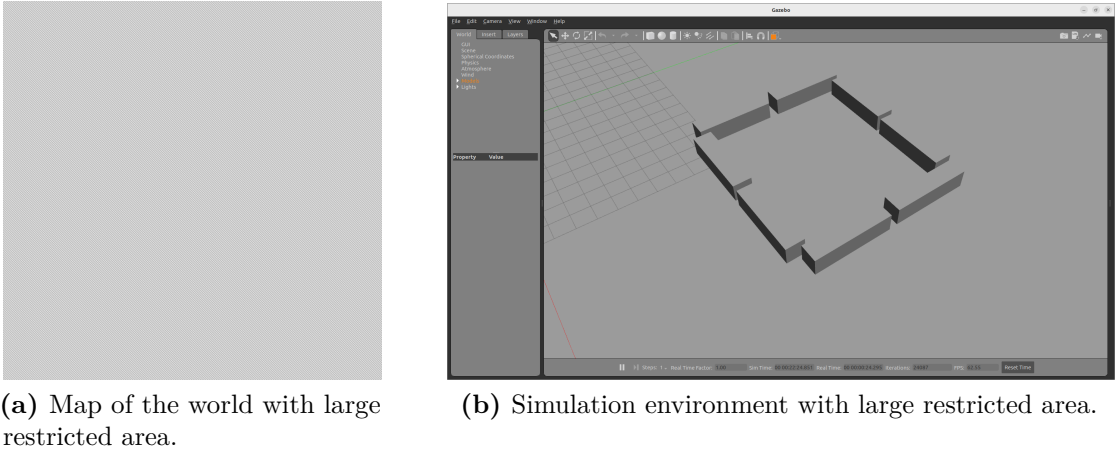 Gazebo
File Edit Camera View Window Help
World Insert Layers
GUI
Scene
Spherical Coordinates
Physics
Atmosphere
Wind
Models
Lights
Property Value
Steps: 1 Real Time Factor: Sim Time: Real Time: Iterations: FPS: Reset Time
(a) Map of the world with large
restricted area.
(b) Simulation environment with large restricted area.